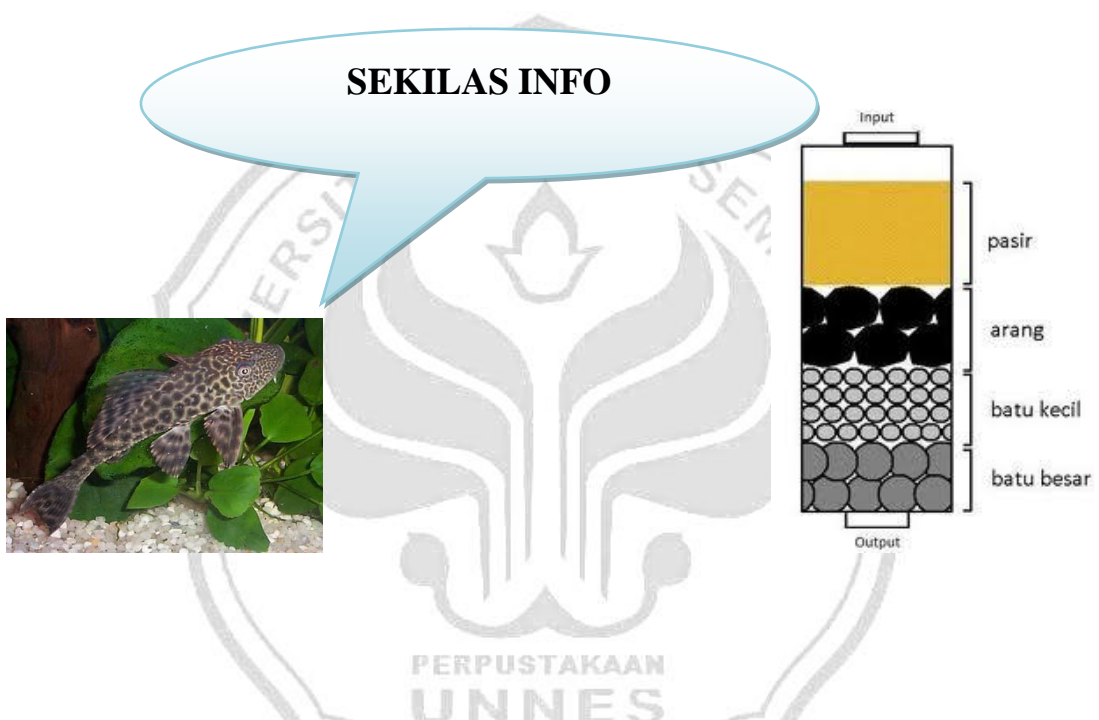 SEKILAS INFO
Input
pasir
arang
batu kecil
batu besar
Output
PERPUSTAKAAN
UNNES